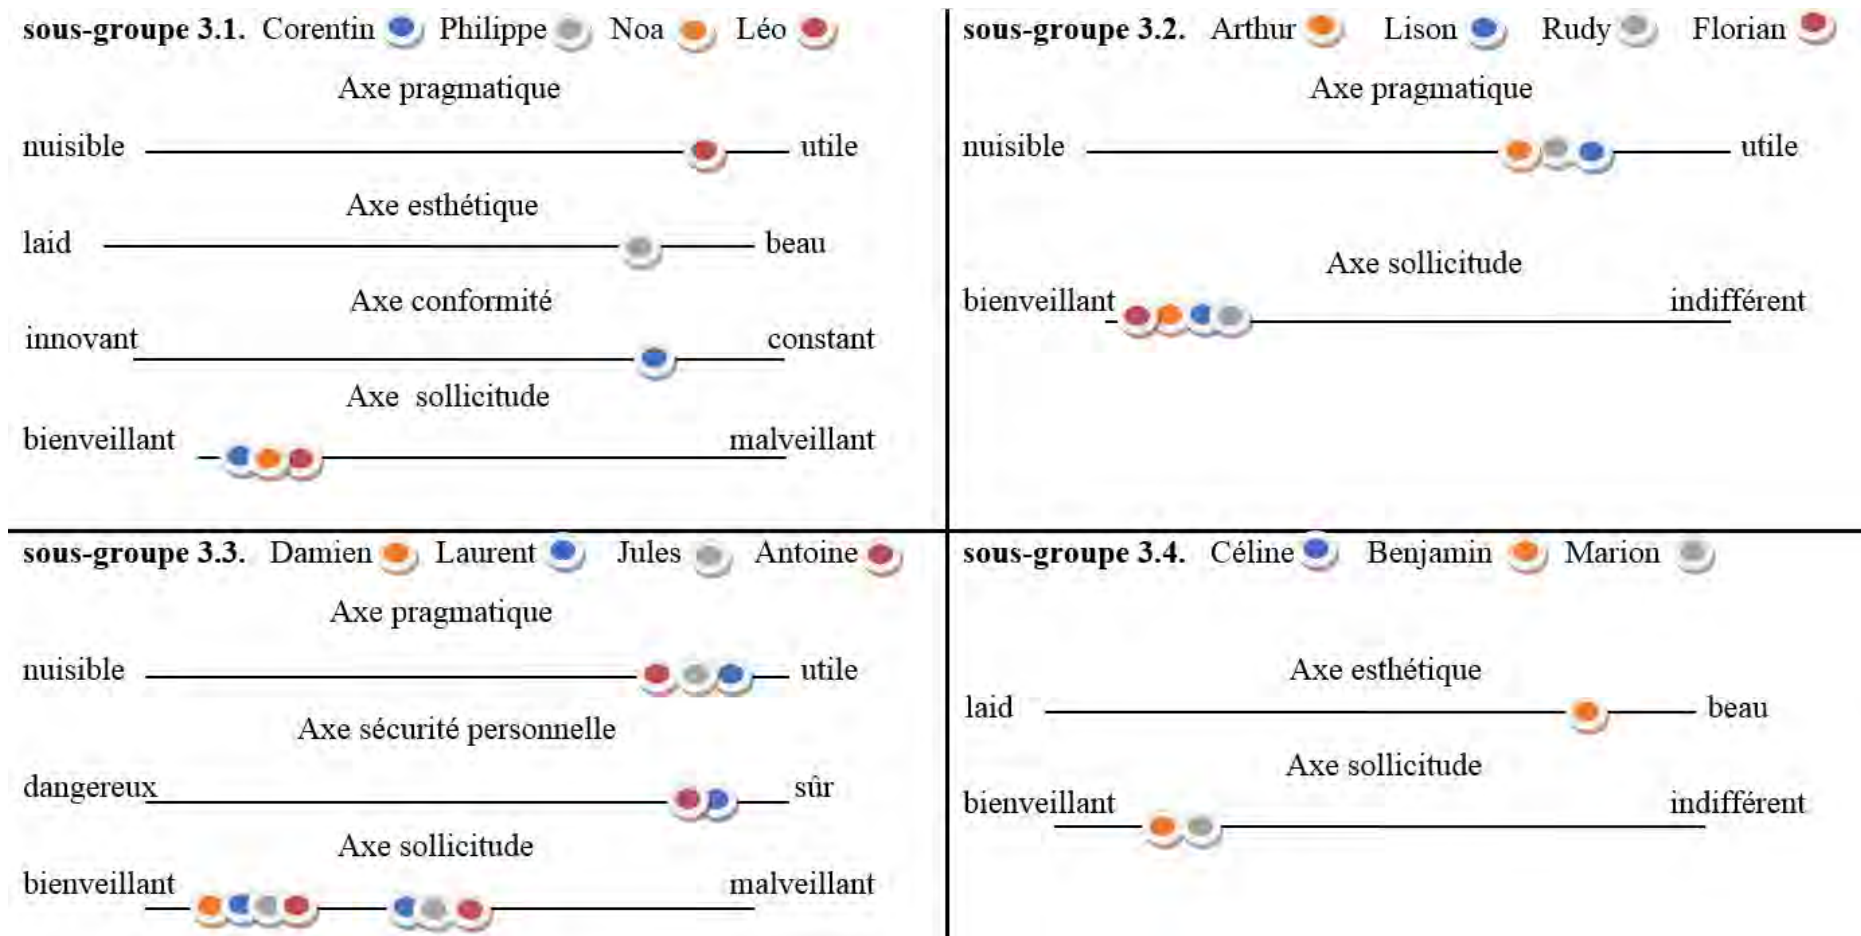 sous-groupe 3.1. Corentin Philippe Noa Léo
Axe pragmatique
nuisible utile
Axe esthétique
laid beau
Axe conformité
innovant constant
Axe sollicitude
bienveillant malveillant
sous-groupe 3.2. Arthur Lison Rudy Florian
Axe pragmatique
nuisible utile
Axe sollicitude
bienveillant indifférent
sous-groupe 3.3. Damien Laurent Jules Antoine
Axe pragmatique
nuisible utile
Axe sécurité personnelle
dangereux sûr
Axe sollicitude
bienveillant malveillant
sous-groupe 3.4. Céline Benjamin Marion
Axe esthétique
laid beau
Axe sollicitude
bienveillant indifférent